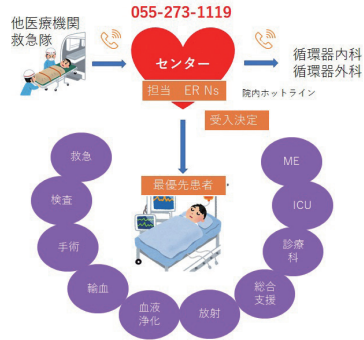 055-273-1119
他医療機関
救急隊
センター
担当 ER Ns
循環器内科
循環器外科
院内ホットライン
受入決定
最優先患者
救急
検査
手術
輸血
血液
浄化
放射
総合
支援
診療
科
ICU
ME